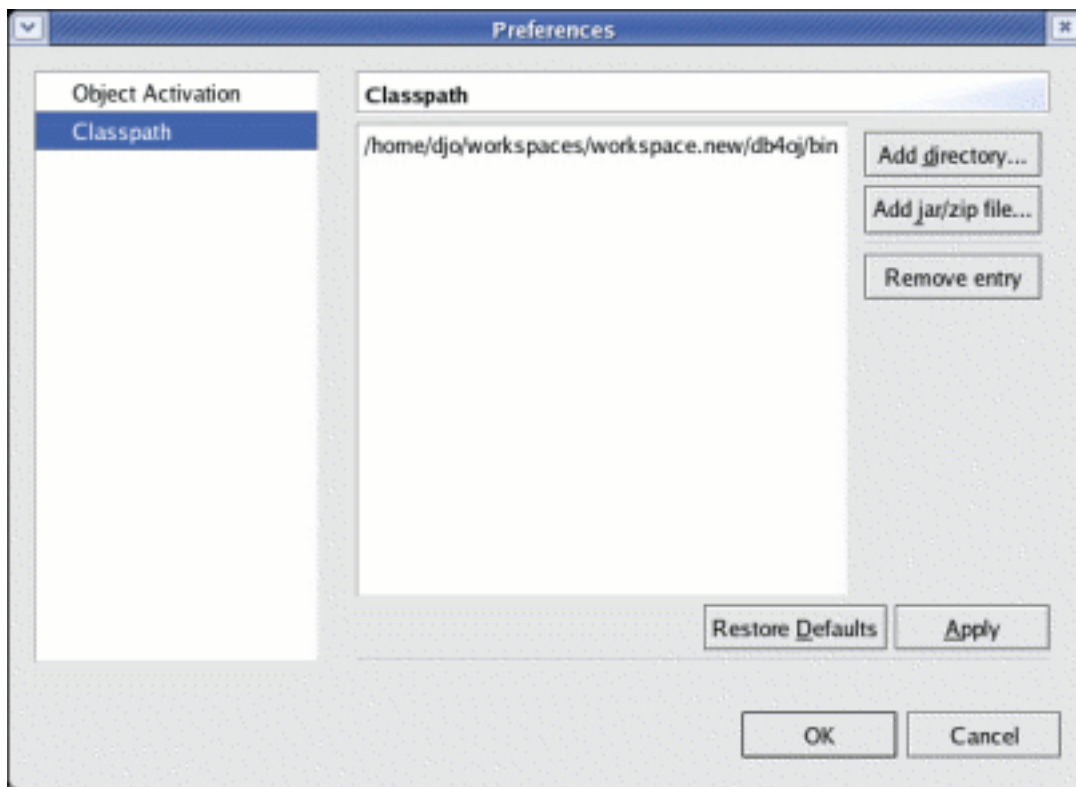 Preferences
Object Activation
Classpath
Classpath
/home/djo/workspaces/workspace.new/db4oj/bin
Add directory...
Add jar/zip file...
Remove entry
Restore Defaults
Apply
OK
Cancel